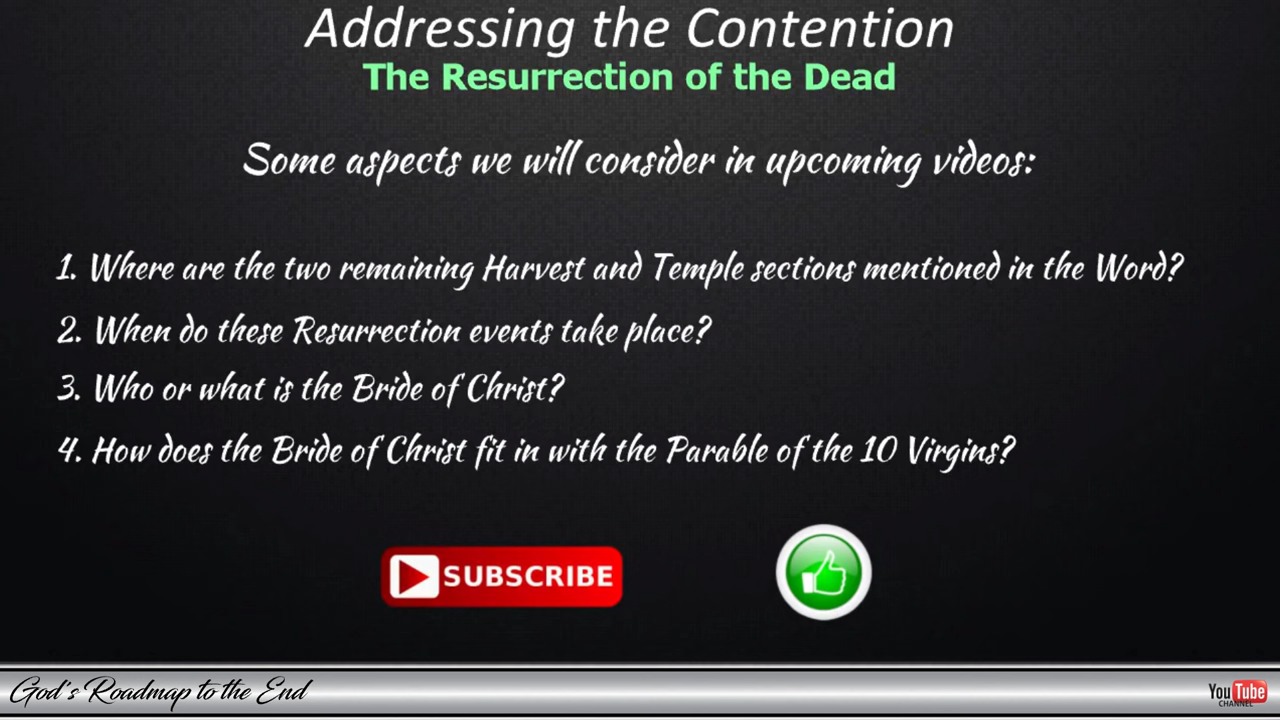 Addressing the Contention
The Resurrection of the Dead
Some aspects we will consider in upcoming videos:
1. Where are the two remaining Harvest and Temple sections mentioned in the Word?
2. When do these Resurrection events take place?
3. Who or what is the Bride of Christ?
4. How does the Bride of Christ fit in with the Parable of the 10 Virgins?
SUBSCRIBE
God's Roadmap to the End
YouTube
CHANNEL